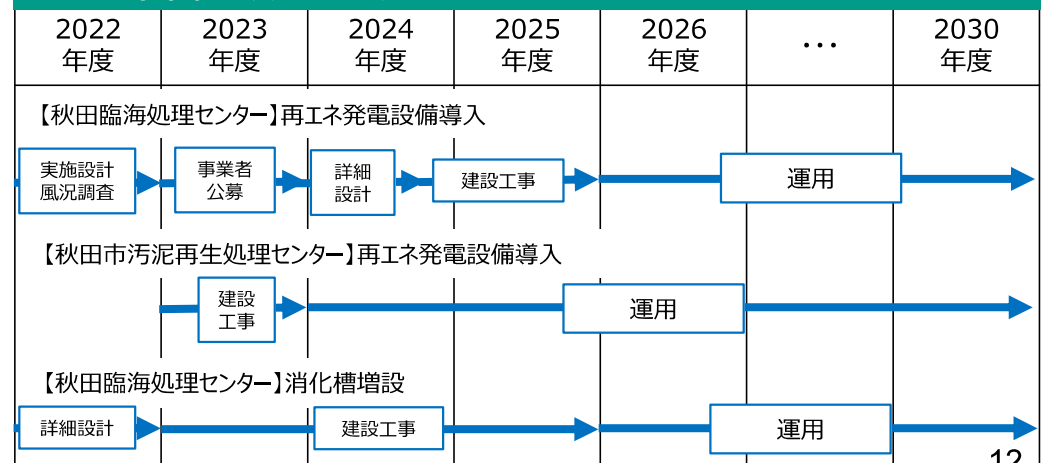 2022
年度
2023
年度
2024
年度
2025
年度
2026
年度
…
2030
年度
【秋田臨海処理センター】再エネ発電設備導入
実施設計
風況調査
事業者
公募
詳細
設計
建設工事
運用
【秋田市汚泥再生処理センター】再エネ発電設備導入
建設
工事
運用
【秋田臨海処理センター】消化槽増設
詳細設計
建設工事
運用
12